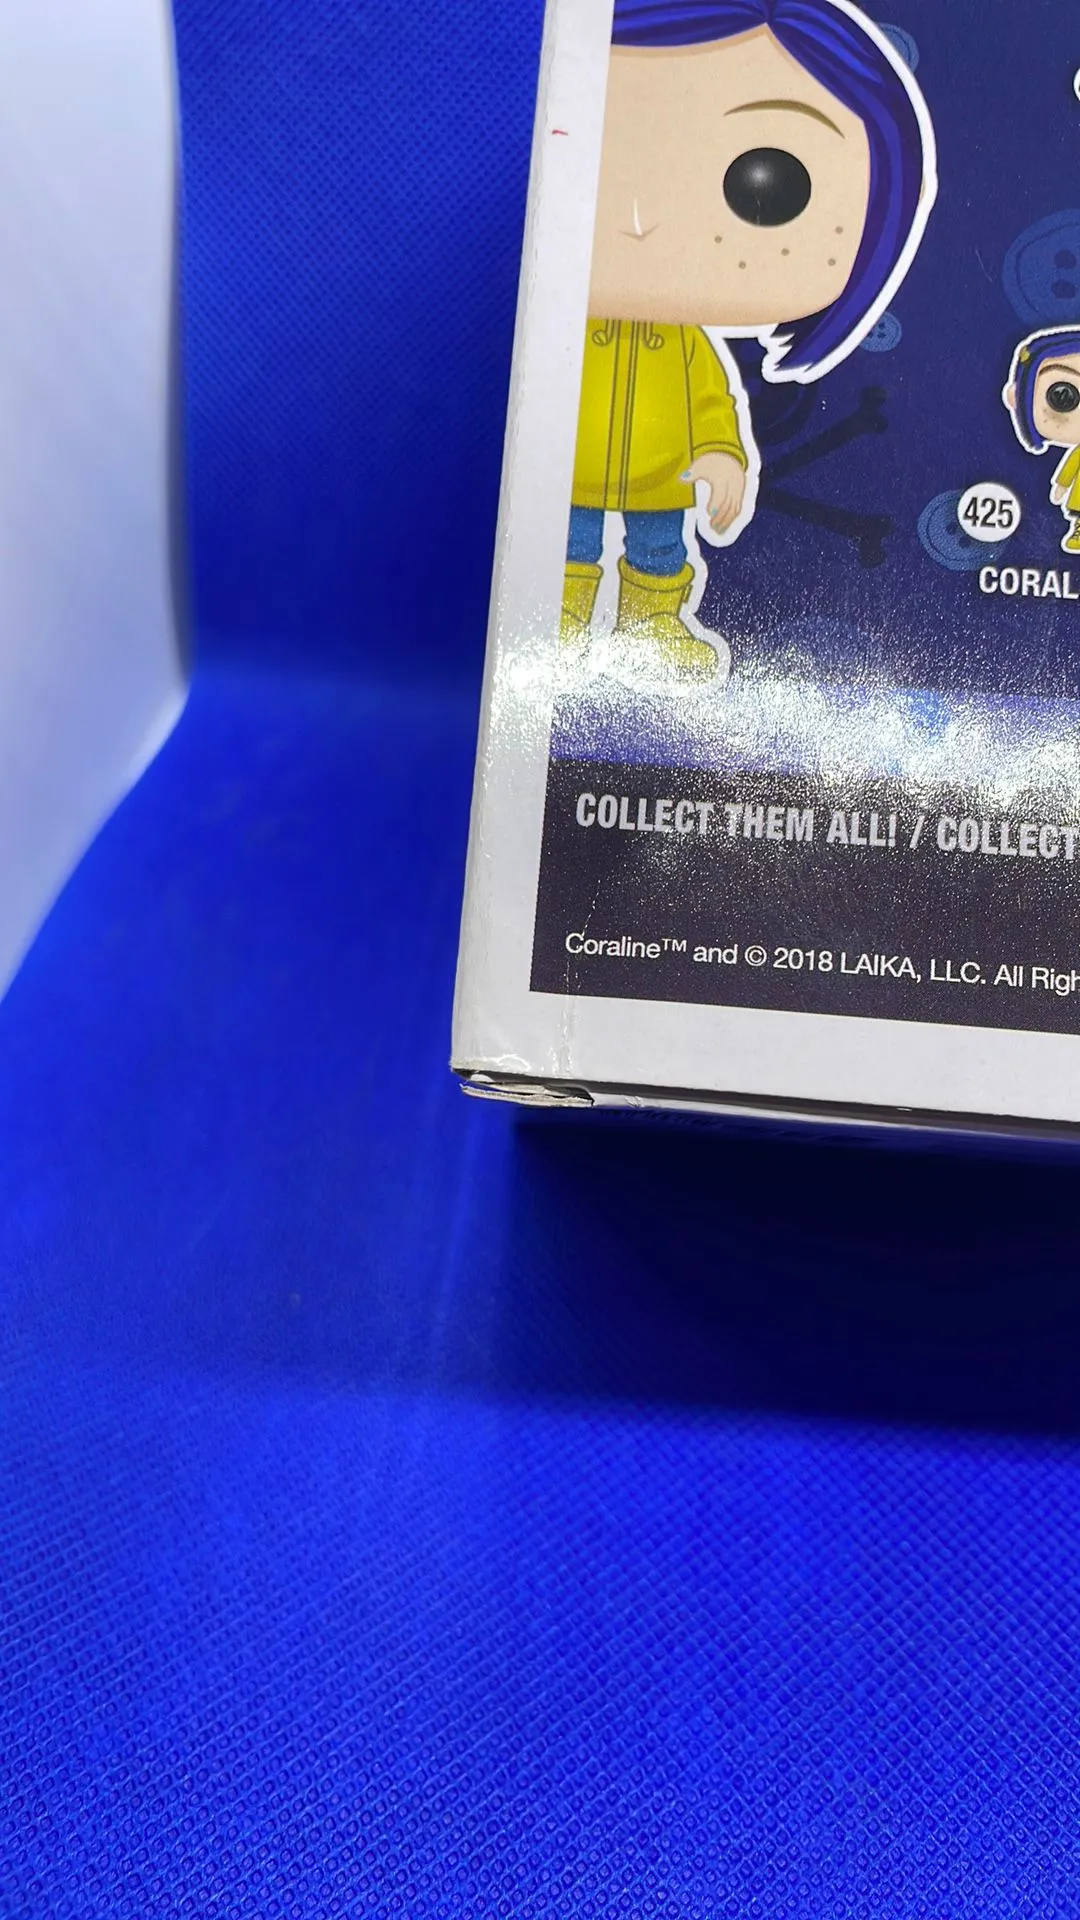 425
CORAL
COLLECT THEM ALL! / COLLECT
Coraline™ and © 2018 LAIKA, LLC. All Righ